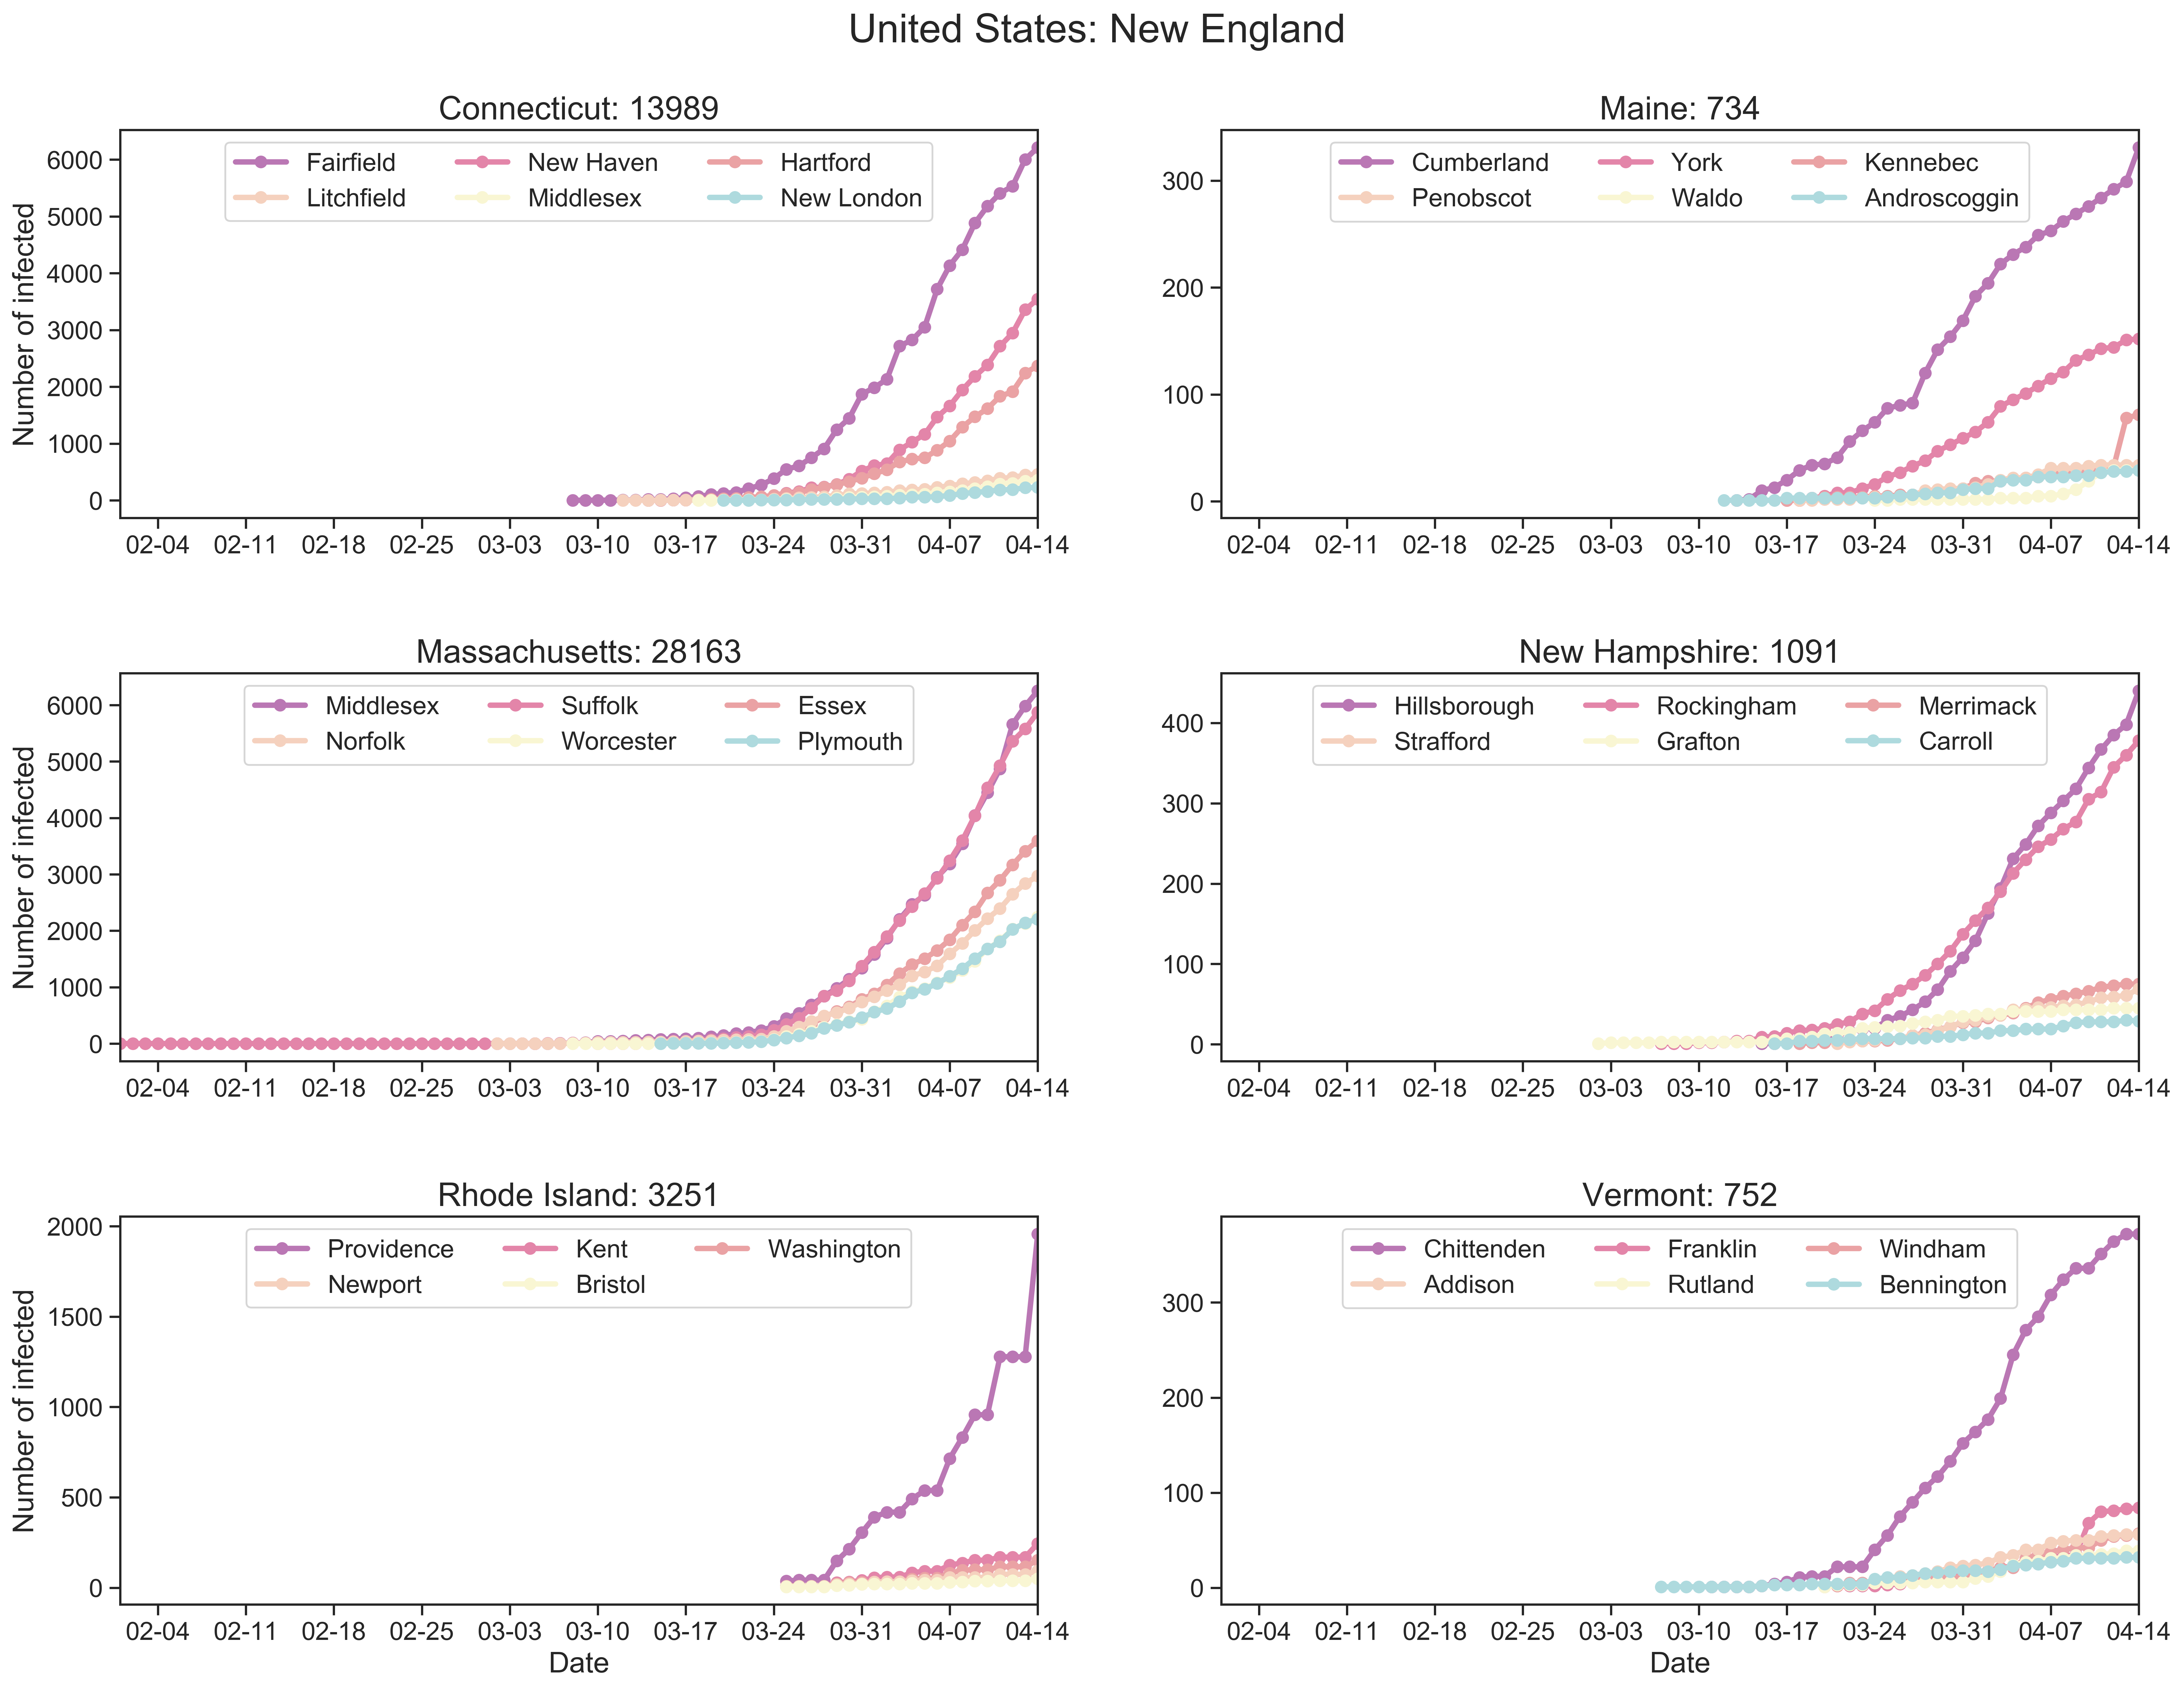 United States: New England
Connecticut: 13989
Number of infected
6000
5000
4000
3000
2000
1000
0
Fairfield New Haven Hartford
Litchfield Middlesex New London
02-04 02-11 02-18 02-25 03-03 03-10 03-17 03-24 03-31 04-07 04-14
Maine: 734
300
200
100
0
Cumberland York Kennebec
Penobscot Waldo Androscoggin
02-04 02-11 02-18 02-25 03-03 03-10 03-17 03-24 03-31 04-07 04-14
Massachusetts: 28163
Number of infected
6000
5000
4000
3000
2000
1000
0
Middlesex Suffolk Essex
Norfolk Worcester Plymouth
02-04 02-11 02-18 02-25 03-03 03-10 03-17 03-24 03-31 04-07 04-14
New Hampshire: 1091
400
300
200
100
0
Hillsborough Rockingham Merrimack
Strafford Grafton Carroll
02-04 02-11 02-18 02-25 03-03 03-10 03-17 03-24 03-31 04-07 04-14
Rhode Island: 3251
Number of infected
2000
1500
1000
500
0
Providence Kent Washington
Newport Bristol
02-04 02-11 02-18 02-25 03-03 03-10 03-17 03-24 03-31 04-07 04-14
Date
Vermont: 752
300
200
100
0
Chittenden Franklin Windham
Addison Rutland Bennington
02-04 02-11 02-18 02-25 03-03 03-10 03-17 03-24 03-31 04-07 04-14
Date